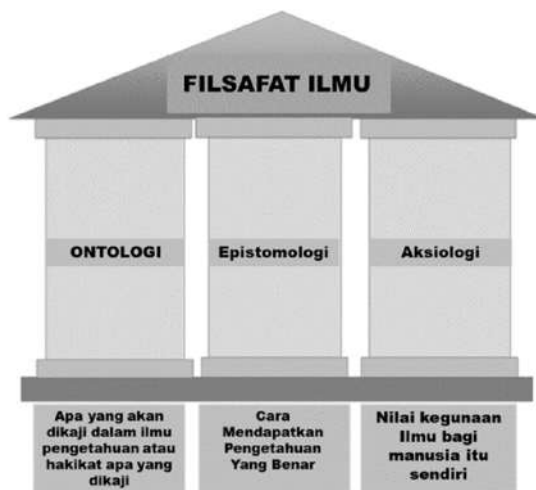 FILSAFAT ILMU
ONTOLOGI
Epistomologi
Aksiologi
Apa yang akan
dikaji dalam ilmu
pengetahuan atau
hakikat apa yang
dikaji
Cara
Mendapatkan
Pengetahuan
Yang Benar
Nilai kegunaan
Ilmu bagi
manusia itu
sendiri